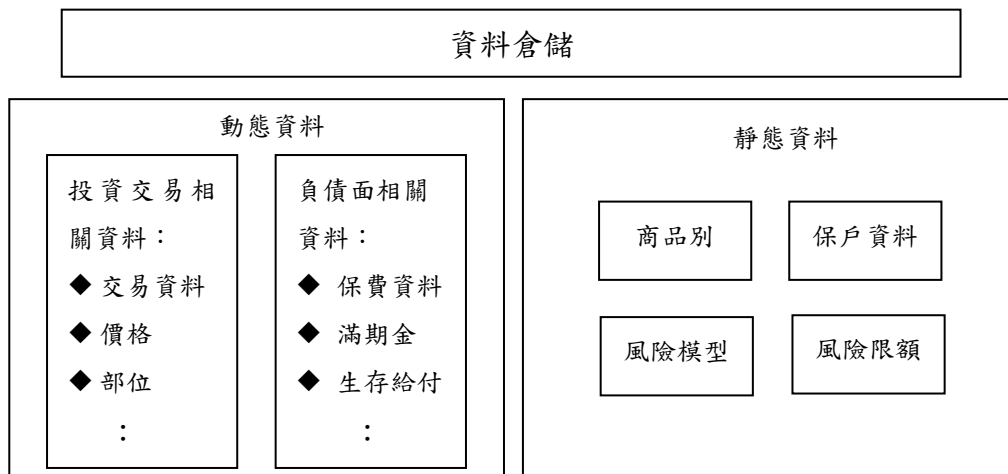 資料倉儲
動態資料
投資交易相
關資料：
◆ 交易資料
◆ 價格
◆ 部位
：
負債面相關
資料：
◆ 保費資料
◆ 滿期金
◆ 生存給付
：
靜態資料
商品別
保戶資料
風險模型
風險限額